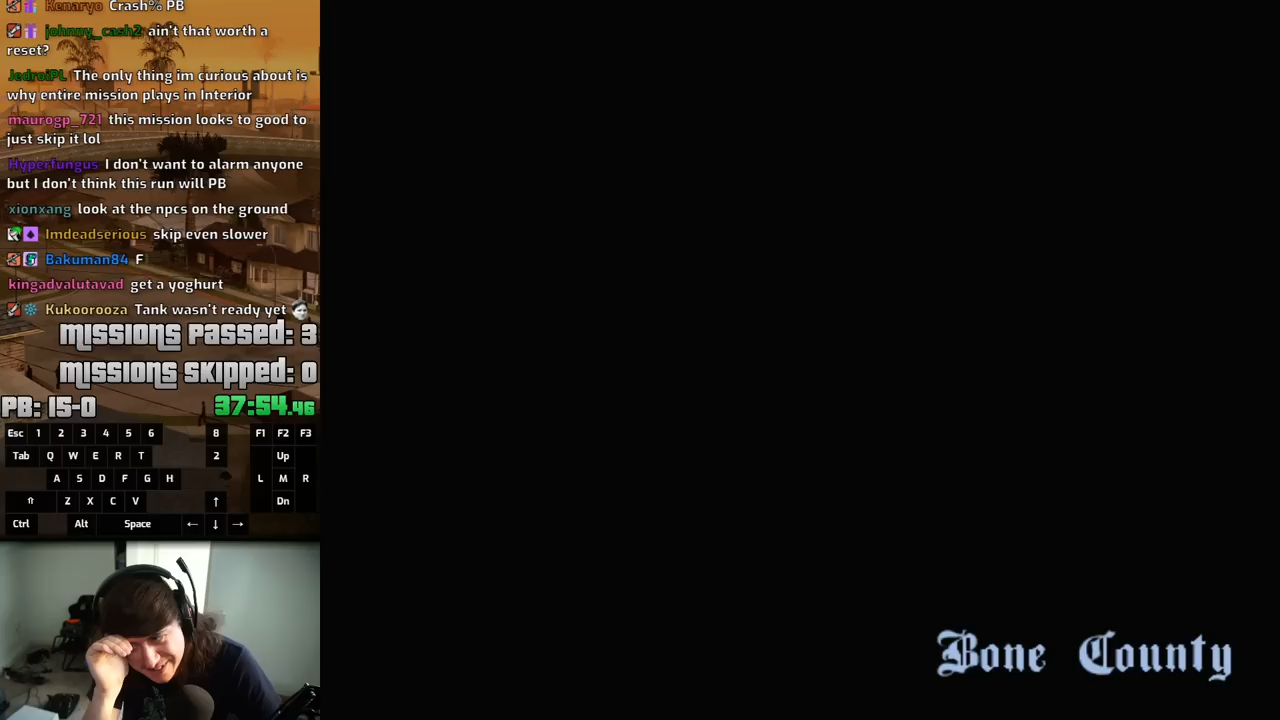 Kenaryo Crash% PB
johnny_cash2 ain't that worth a
reset?
JedroiPL The only thing im curious about is
why entire mission plays in Interior
maurogp_721 this mission looks to good to
just skip it lol
Hyperfungus I don't want to alarm anyone
but I don't think this run will PB
xionxang look at the npcs on the ground
Imdeadserious skip even slower
Bakuman84 F
kingadvalutavad get a yoghurt
Kukoorooza Tank wasn't ready yet
Missions Passed: 3
Missions Skipped: 0
PB: 15-0 37:54.46
Esc 1 2 3 4 5 6 8 F1 F2 F3
Tab Q W E R T 2 Up
A S D F G H L M R
⇧ Z X C V ↑ Dn
Ctrl Alt Space ← ↓ →
Bone County